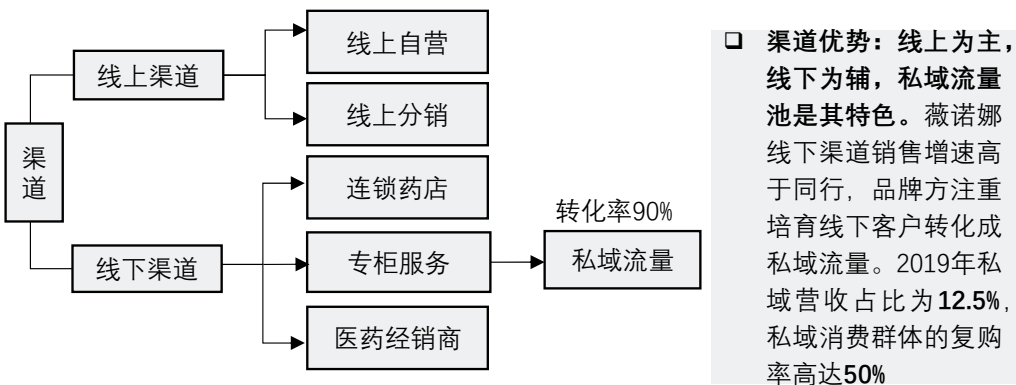 渠道
线上渠道
线上自营
线上分销
线下渠道
连锁药店
专柜服务
医药经销商
转化率90%
私域流量
❑ 渠道优势：线上为主，
线下为辅，私域流量
池是其特色。薇诺娜
线下渠道销售增速高
于同行，品牌方注重
培育线下客户转化成
私域流量。2019年私
域营收占比为12.5%，
私域消费群体的复购
率高达50%